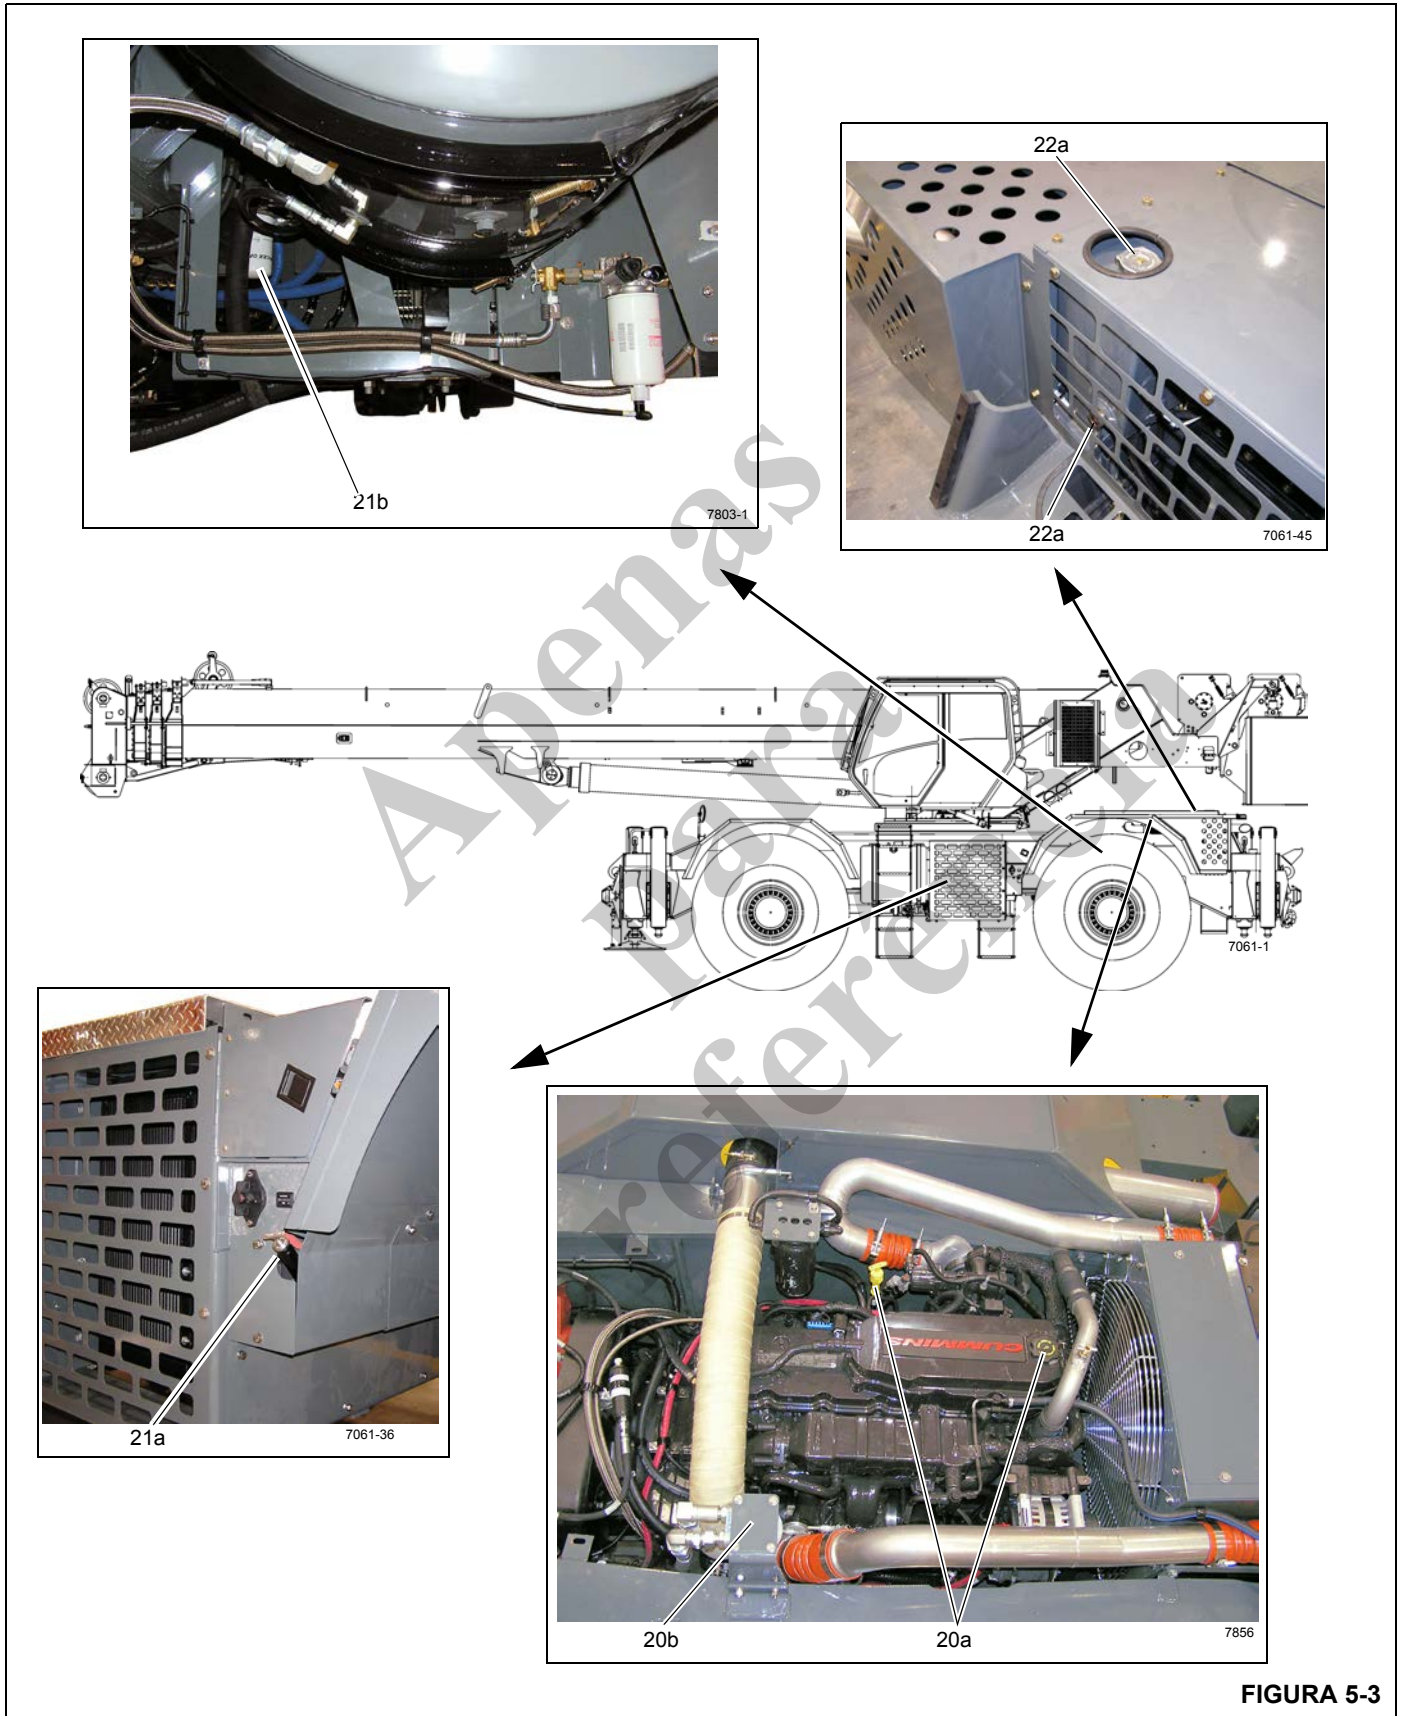 22a
21b
7803-1
22a
7061-45
Apenas
para
referência
7061-1
21a
7061-36
CUMMINS
20b
20a
7856
FIGURA 5-3